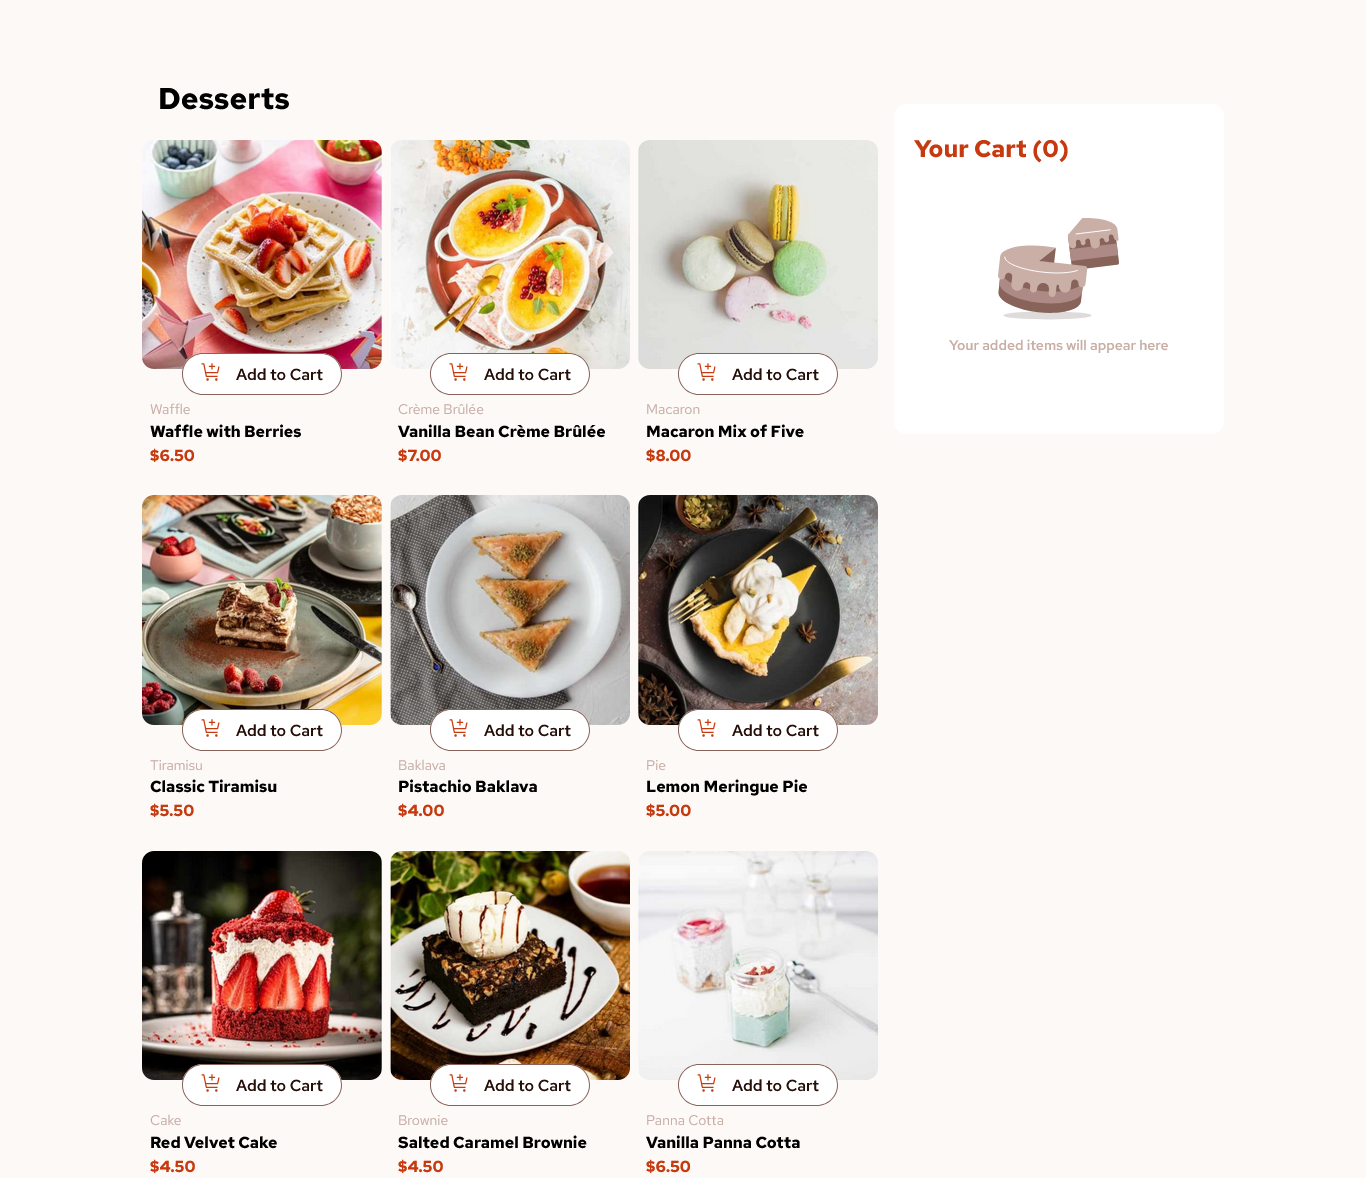 Desserts
Add to Cart
Waffle
Waffle with Berries
$6.50
Add to Cart
Crème Brûlée
Vanilla Bean Crème Brûlée
$7.00
Add to Cart
Macaron
Macaron Mix of Five
$8.00
Add to Cart
Tiramisu
Classic Tiramisu
$5.50
Add to Cart
Baklava
Pistachio Baklava
$4.00
Add to Cart
Pie
Lemon Meringue Pie
$5.00
Add to Cart
Cake
Red Velvet Cake
$4.50
Add to Cart
Brownie
Salted Caramel Brownie
$4.50
Add to Cart
Panna Cotta
Vanilla Panna Cotta
$6.50
Your Cart (0)
Your added items will appear here